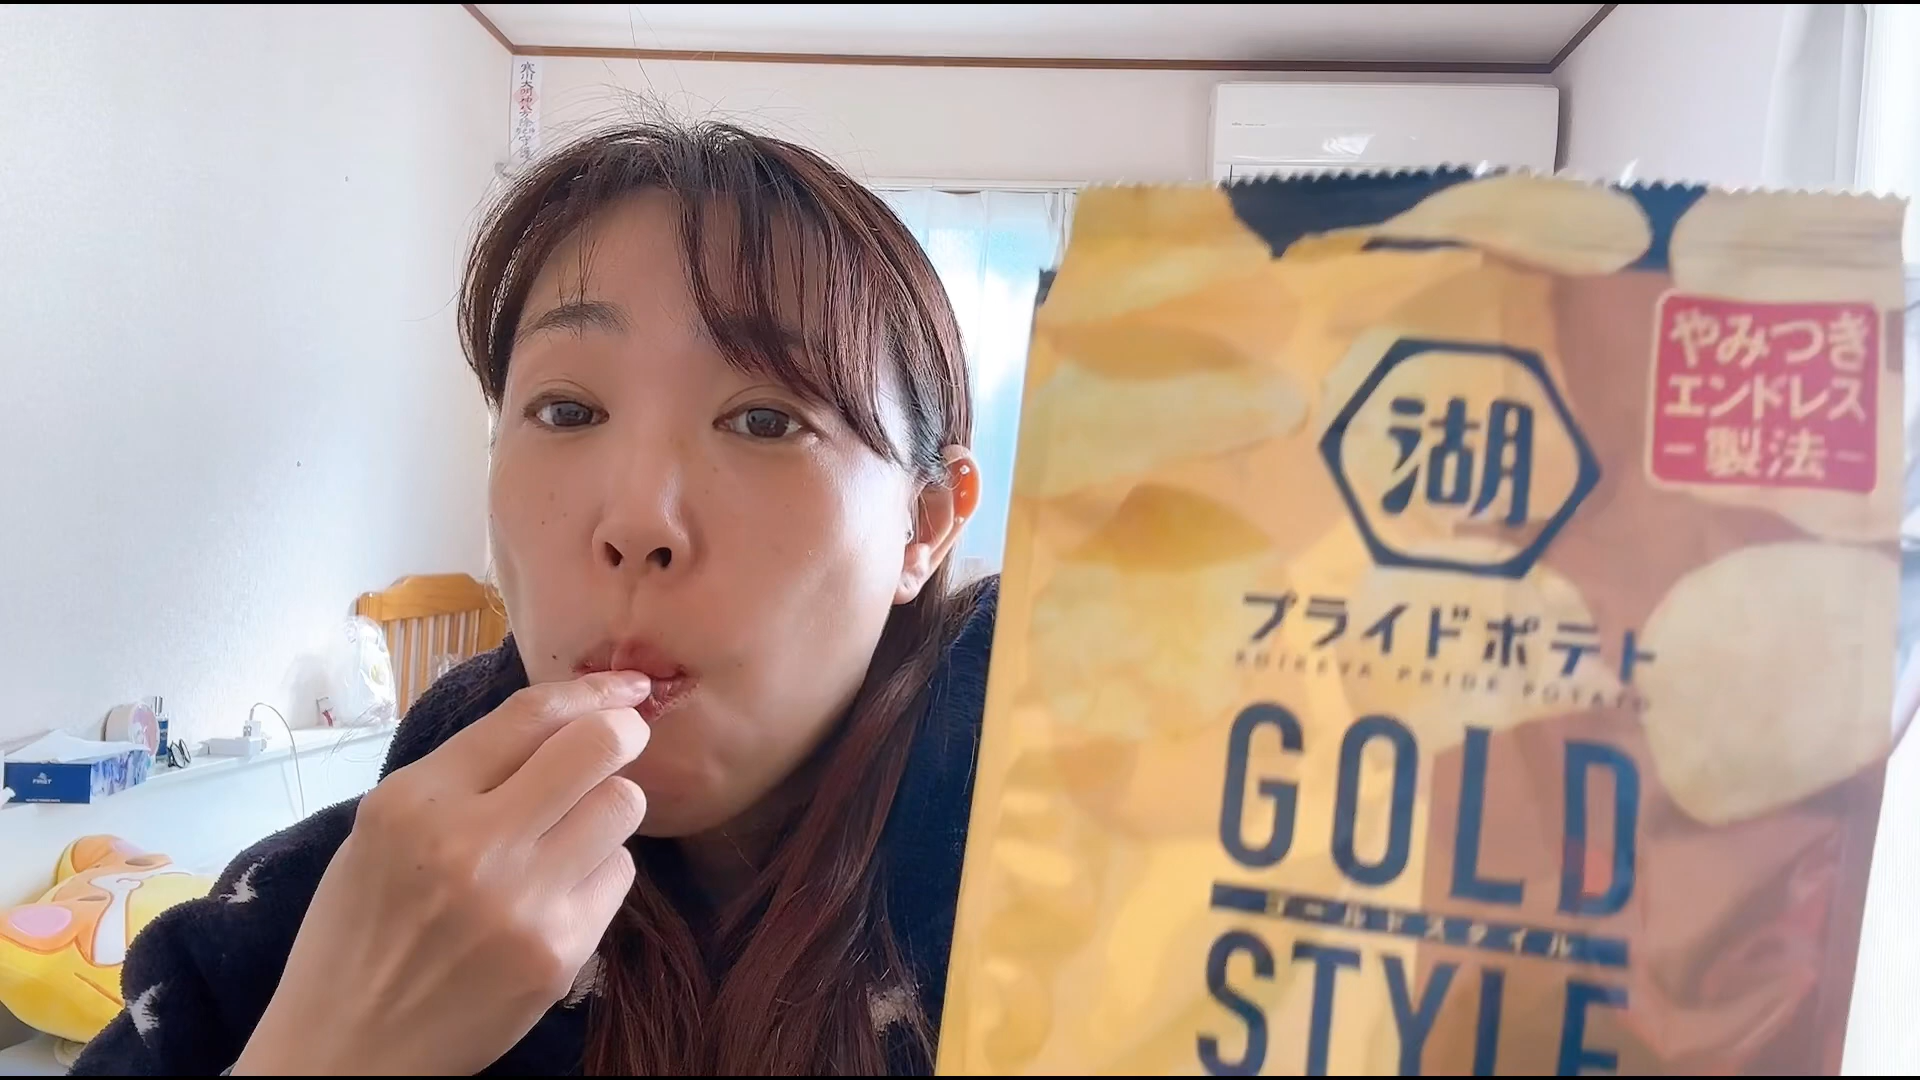 やみつき
エンドレス
製法
湖
プライドポテト
KOIKEYA PRIDE POTATO
GOLD
ゴールドスタイル
STYLE
FIRST